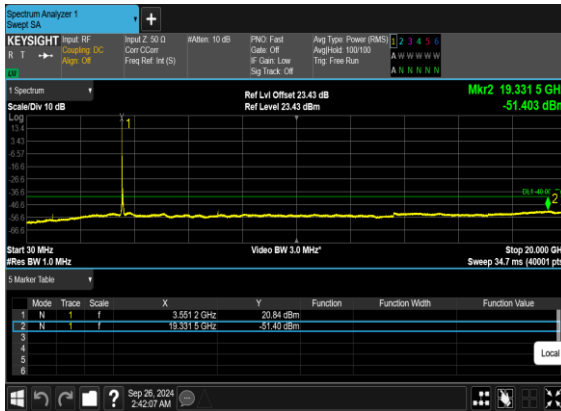 Spectrum Analyzer 1
Swept SA
+
KEYSIGHT Input: RF Input Z: 50 Ω #Atten: 10 dB PNO: Fast Avg Type: Power (RMS) 1 2 3 4 5 6
R T Coupling: DC Corr CCorr Gate: Off Avg|Hold: 100/100 A W W W W W
Align: Off Freq Ref: Int (S) IF Gain: Low Trig: Free Run
Sig Track: Off A N N N N N
1 Spectrum
Scale/Div 10 dB
Ref Lvl Offset 23.43 dB
Ref Level 23.43 dBm
Mkr2 19.331 5 GH
-51.403 dBm
Log
13.4
3.43
-6.57
-16.6
-26.6
-36.6
-46.6
-56.6
-66.6
1
2
Start 30 MHz Video BW 3.0 MHz* Stop 20.000 GH
#Res BW 1.0 MHz Sweep 34.7 ms (40001 pts
5 Marker Table
Mode Trace Scale X Y Function Function Width Function Value
1 N 1 f 3.551 2 GHz 20.84 dBm
2 N 1 f 19.331 5 GHz -51.40 dBm
3
4
5
6
Local
?
Sep 26, 2024
2:42:07 AM